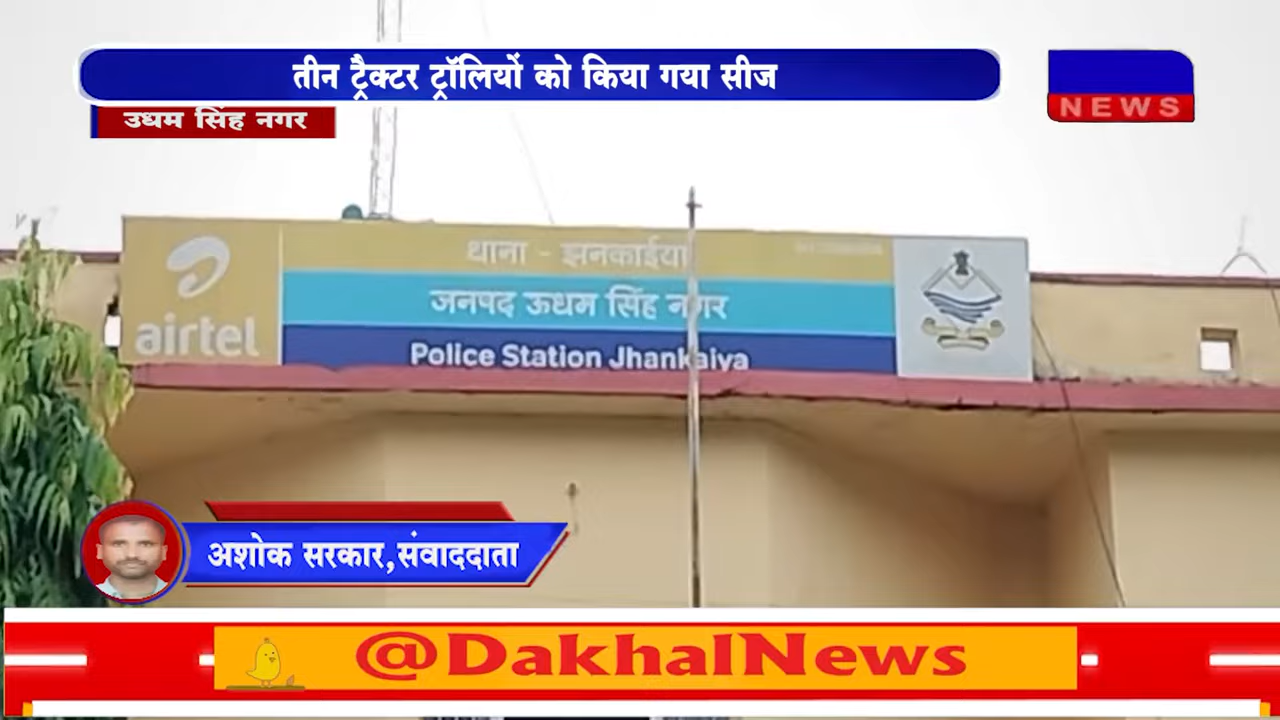 तीन ट्रैक्टर ट्रॉलियों को किया गया सीज
NEWS
उधम सिंह नगर
airtel
थाना - झनकाईया
जनपद ऊधम सिंह नगर
Police Station Jhankaiya
अशोक सरकार,संवाददाता
@DakhalNews